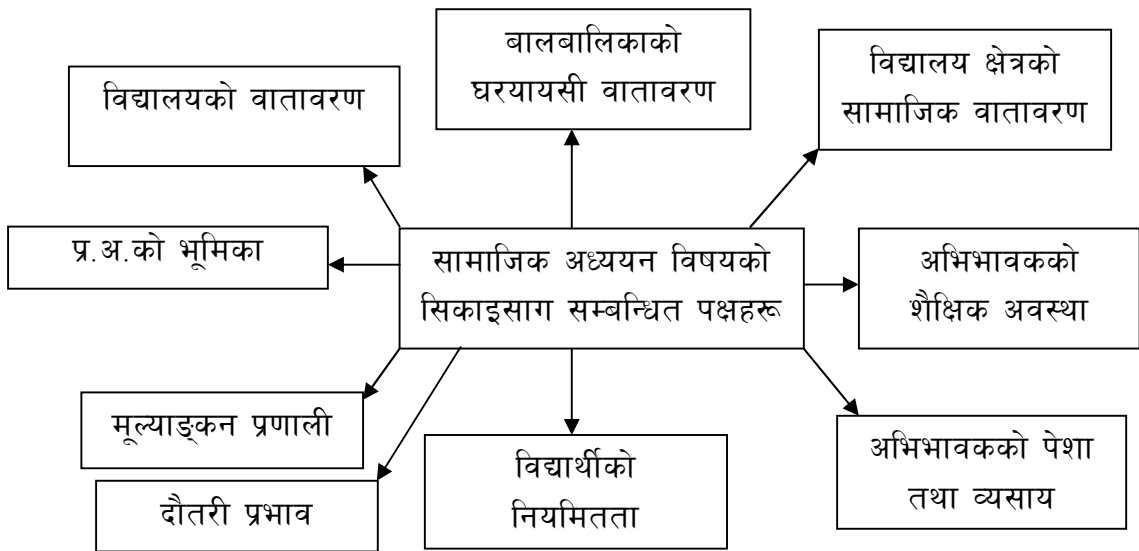 बालबालिकाको
घरयायसी वातावरण
विद्यालय क्षेत्रको
सामाजिक वातावरण
विद्यालयको वातावरण
प्र.अ.को भूमिका
सामाजिक अध्ययन विषयको
सिकाइसाग सम्बन्धित पक्षहरू
अभिभावकको
शैक्षिक अवस्था
मूल्याङ्कन प्रणाली
दौतरी प्रभाव
विद्यार्थीको
नियमितता
अभिभावकको पेशा
तथा व्यसाय